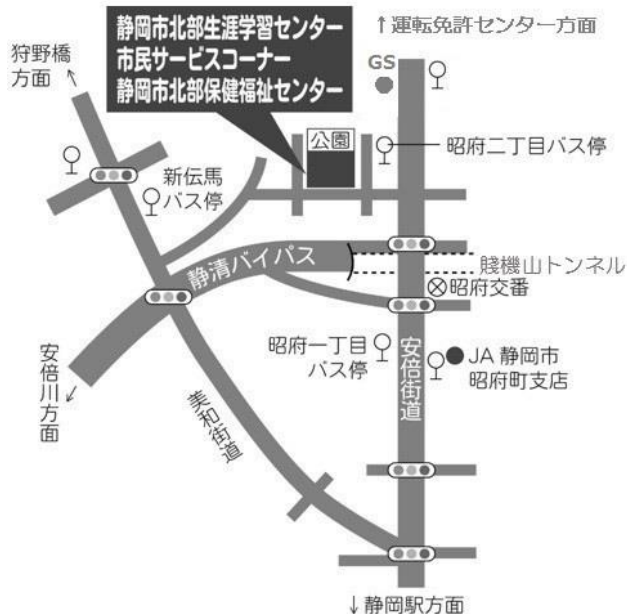 静岡市北部生涯学習センター
市民サービスコーナー
静岡市北部保健福祉センター
↑運転免許センター方面
GS
狩野橋
方面
公園
昭府二丁目バス停
新伝馬
バス停
静清バイパス
賤機山トンネル
昭府交番
昭府一丁目
バス停
安倍街道
JA 静岡市
昭府町支店
安倍川方面
美和街道
↓静岡駅方面